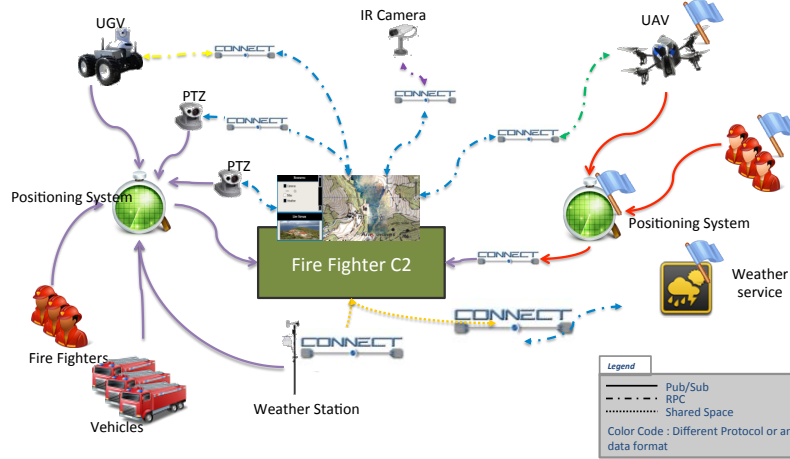 UGV
IR Camera
UAV
CONNECT
CONNECT
PTZ
CONNECT
CONNECT
PTZ
Positioning System
Positioning System
Fire Fighter C2
CONNECT
Weather
service
CONNECT
CONNECT
Fire Fighters
Weather Station
Vehicles
Legend
Pub/Sub
RPC
Shared Space
Color Code : Different Protocol or an
data format